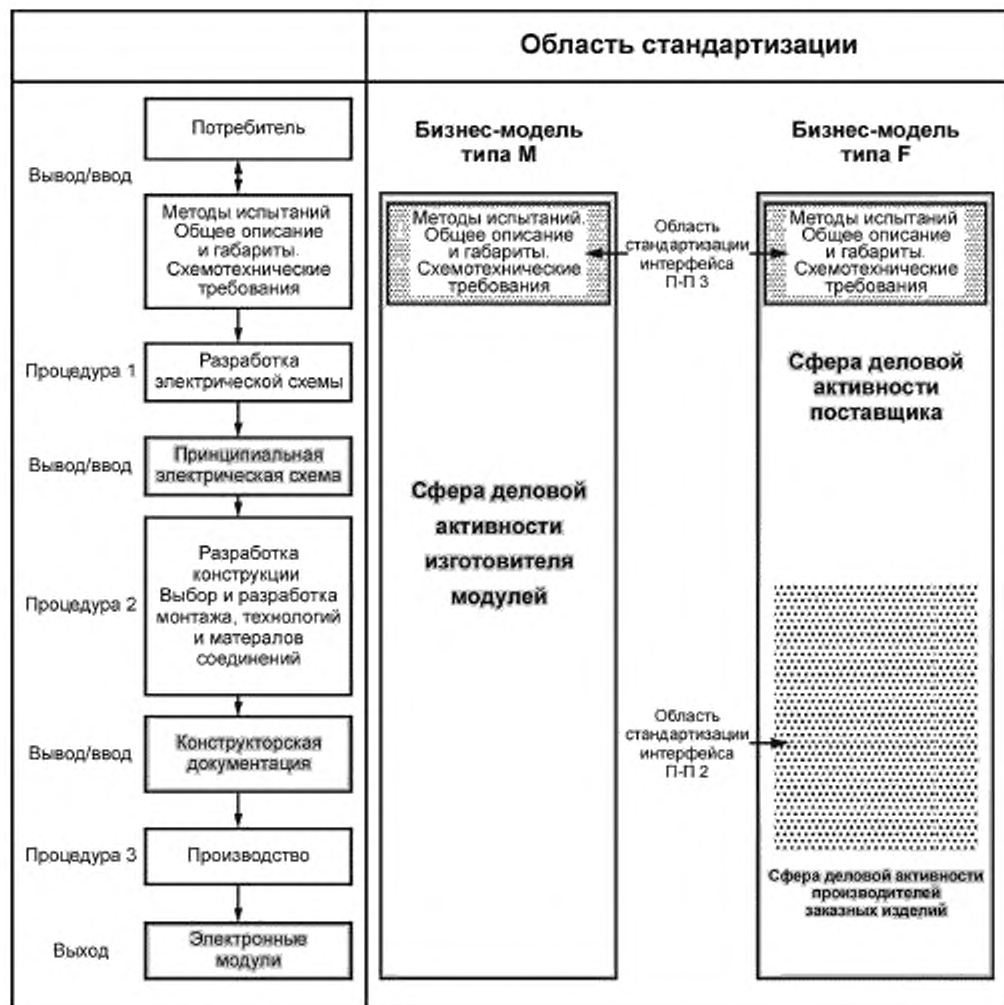 Область стандартизации
Потребитель
Вывод/ввод
Методы испытаний
Общее описание
и габариты.
Схемотехнические
требования
Процедура 1
Разработка
электрической схемы
Вывод/ввод
Принципиальная
электрическая схема
Процедура 2
Разработка
конструкции
Выбор и разработка
монтажа, технологий
и матералов
соединений
Вывод/ввод
Конструкторская
документация
Процедура 3
Производство
Выход
Электронные
модули
Бизнес-модель
типа М
Методы испытаний.
Общее описание
и габариты.
Схемотехнические
требования
Сфера деловой
активности
изготовителя
модулей
Область
стандартизации
интерфейса
П-П 3
Область
стандартизации
интерфейса
П-П 2
Бизнес-модель
типа F
Методы испытаний
Общее описание
и габариты.
Схемотехнические
требования
Сфера деловой
активности
поставщика
Сфера деловой активности
производителей
заказных изделий